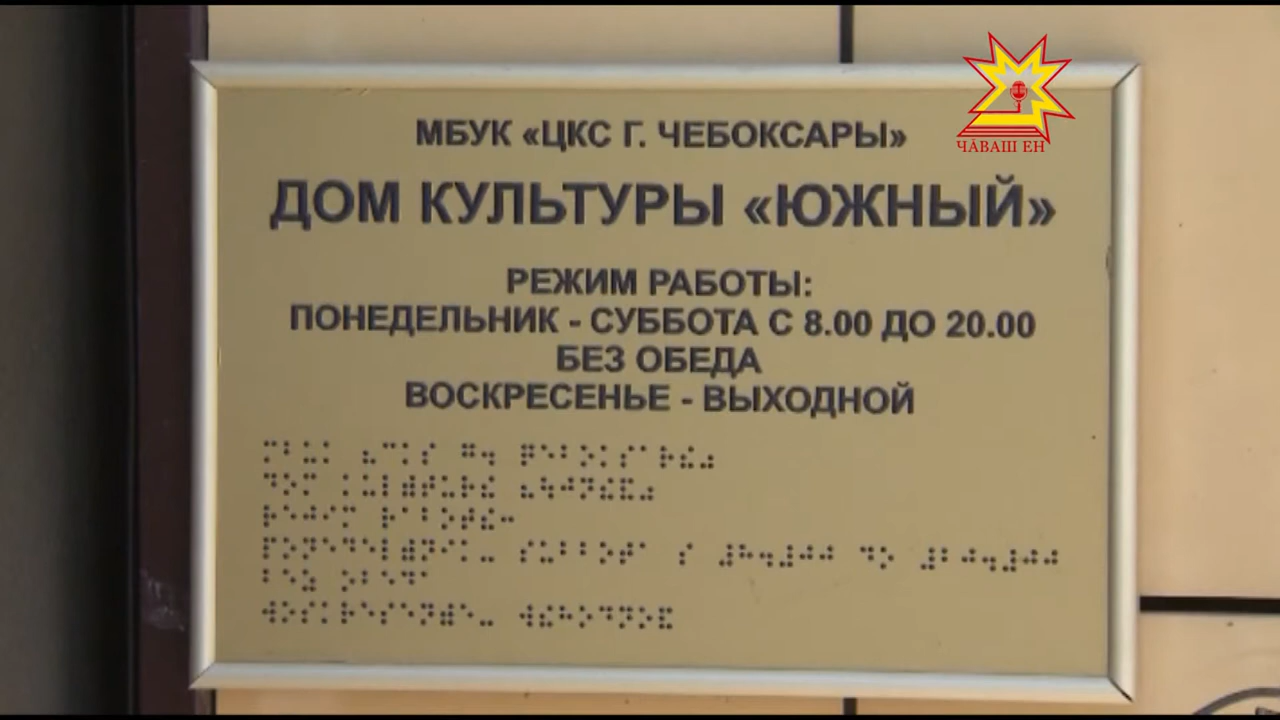 МБУК «ЦКС Г. ЧЕБОКСАРЫ»
ДОМ КУЛЬТУРЫ «ЮЖНЫЙ»
РЕЖИМ РАБОТЫ:
ПОНЕДЕЛЬНИК - СУББОТА С 8.00 ДО 20.00
БЕЗ ОБЕДА
ВОСКРЕСЕНЬЕ - ВЫХОДНОЙ
ЧӐВАШ ЕН